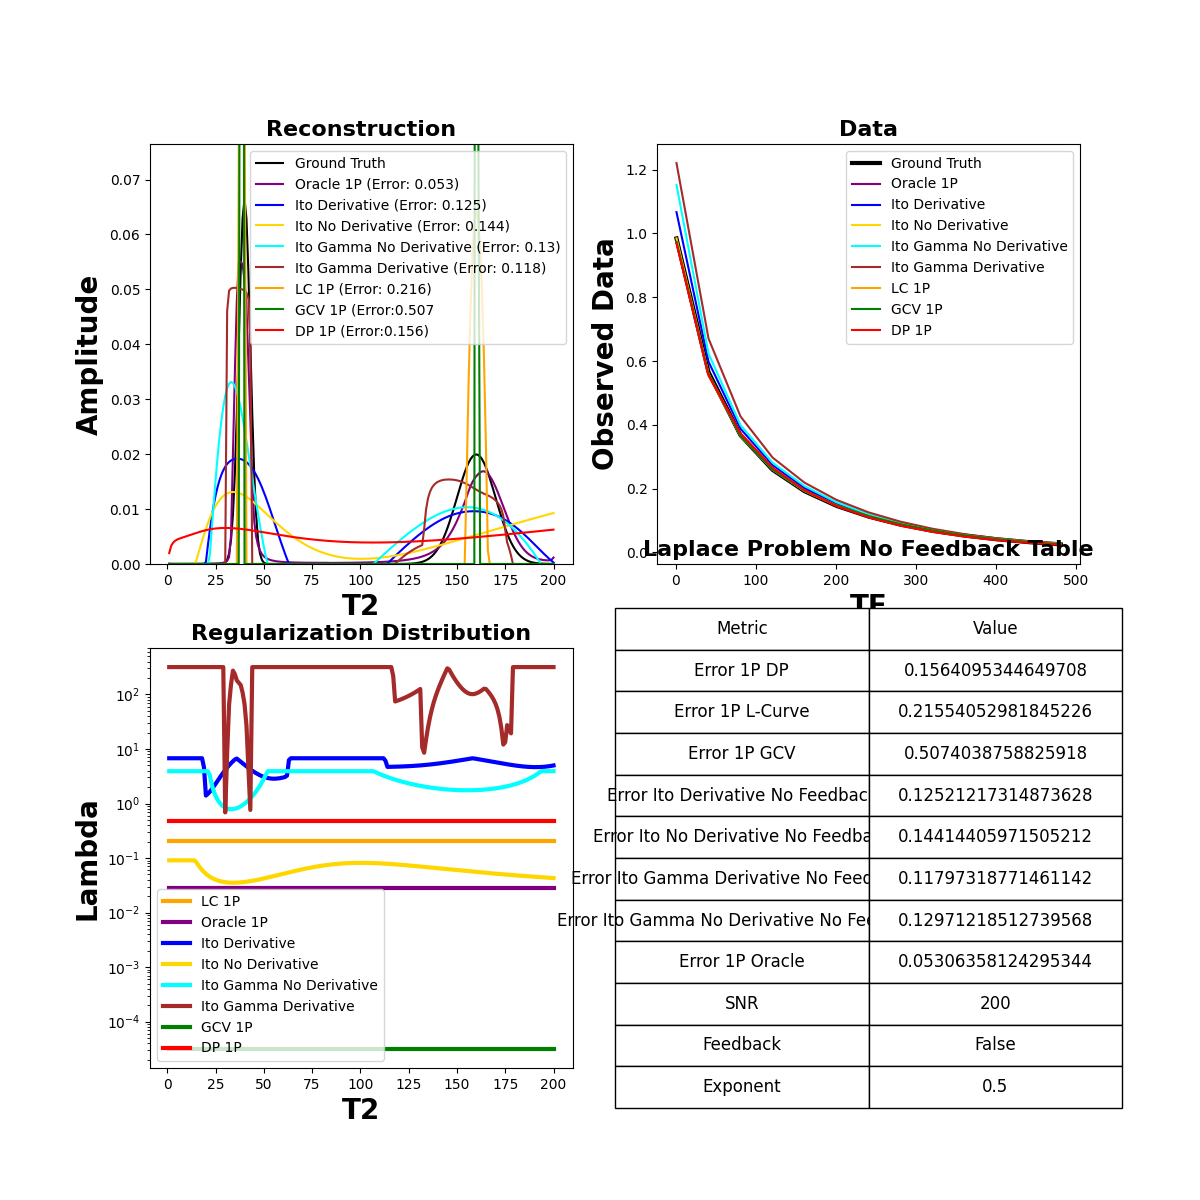 Reconstruction
Amplitude
0.07
0.06
0.05
0.04
0.03
0.02
0.01
0.00
Ground Truth
Oracle 1P (Error: 0.053)
Ito Derivative (Error: 0.125)
Ito No Derivative (Error: 0.144)
Ito Gamma No Derivative (Error: 0.13)
Ito Gamma Derivative (Error: 0.118)
LC 1P (Error: 0.216)
GCV 1P (Error:0.507
DP 1P (Error:0.156)
0 25 50 75 100 125 150 175 200
T2
Data
Observed Data
1.2
1.0
0.8
0.6
0.4
0.2
0.0
Ground Truth
Oracle 1P
Ito Derivative
Ito No Derivative
Ito Gamma No Derivative
Ito Gamma Derivative
LC 1P
GCV 1P
DP 1P
0 100 200 300 400 500
TE
Regularization Distribution
Lambda
10^2
10^1
10^0
10^-1
10^-2
10^-3
10^-4
LC 1P
Oracle 1P
Ito Derivative
Ito No Derivative
Ito Gamma No Derivative
Ito Gamma Derivative
GCV 1P
DP 1P
0 25 50 75 100 125 150 175 200
T2
Laplace Problem No Feedback Table
Metric Value
Error 1P DP 0.1564095344649708
Error 1P L-Curve 0.21554052981845226
Error 1P GCV 0.5074038758825918
Error Ito Derivative No Feedbac 0.12521217314873628
Error Ito No Derivative No Feedba 0.14414405971505212
Error Ito Gamma Derivative No Feed 0.11797318771461142
Error Ito Gamma No Derivative No Fee 0.12971218512739568
Error 1P Oracle 0.05306358124295344
SNR 200
Feedback False
Exponent 0.5